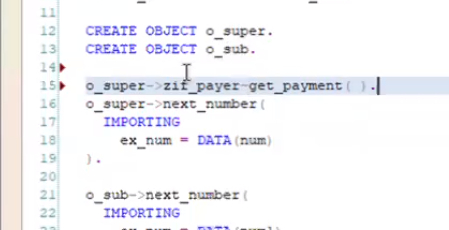 11
12 CREATE OBJECT o_super.
13 CREATE OBJECT o_sub.
14
15 o_super->zif_payer~get_payment( ).
16 o_super->next_number(
17 IMPORTING
18 ex_num = DATA(num)
19 ).
20
21 o_sub->next_number(
22 IMPORTING